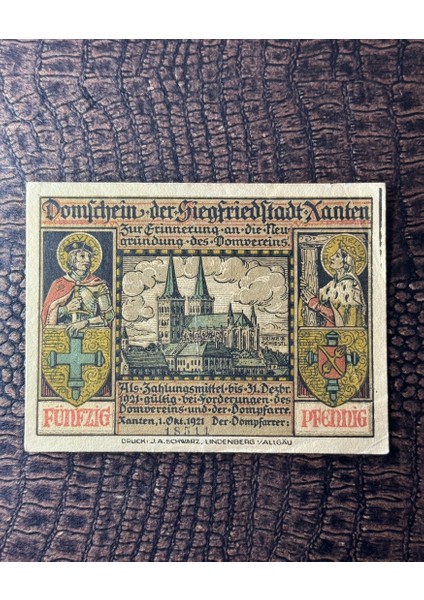 Domschein·der·Siegfriedstadt·Xanten
Zur·Erinnerung·an·die·Neu-
gründung·des·Domvereins.
Als·Zahlungsmittel·bis·31.Dezbr.
1921·gültig·bei·Forderungen·des
Domvereins·und·der·Dompfarre.
Xanten, 1. Okt. 1921 Der·Dompfarrer:
18511
FÜNFZIG
PFENNIG
DRUCK: J. A. SCHWARZ, LINDENBERG I/ALLGÄU